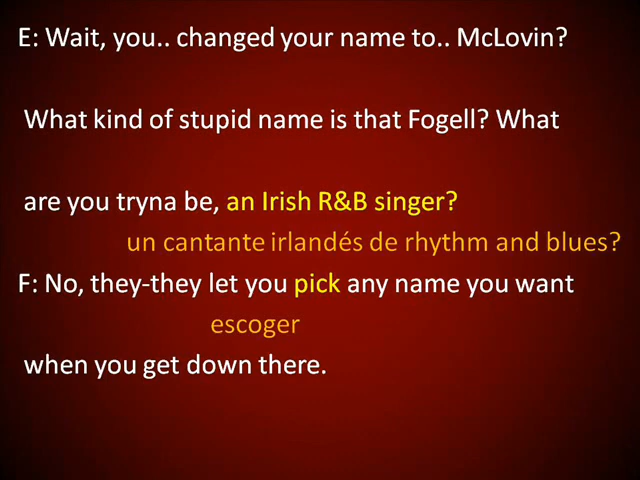 E: Wait, you.. changed your name to.. McLovin?
What kind of stupid name is that Fogell? What
are you tryna be, an Irish R&B singer?
un cantante irlandés de rhythm and blues?
F: No, they-they let you pick any name you want
escoger
when you get down there.